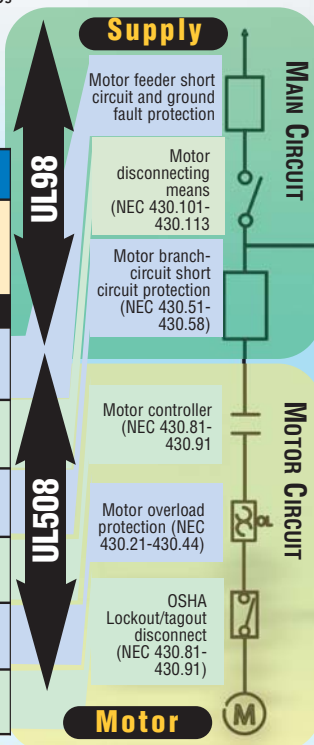 Supply
Motor feeder short
circuit and ground
fault protection
Motor
disconnecting
means
(NEC 430.101-
430.113
Motor branch-
circuit short
circuit protection
(NEC 430.51-
430.58)
UL98
MAIN CIRCUIT
Motor controller
(NEC 430.81-
430.91
Motor overload
protection (NEC
430.21-430.44)
OL
OSHA
Lockout/tagout
disconnect
(NEC 430.81-
430.91)
UL508
MOTOR CIRCUIT
Motor
M